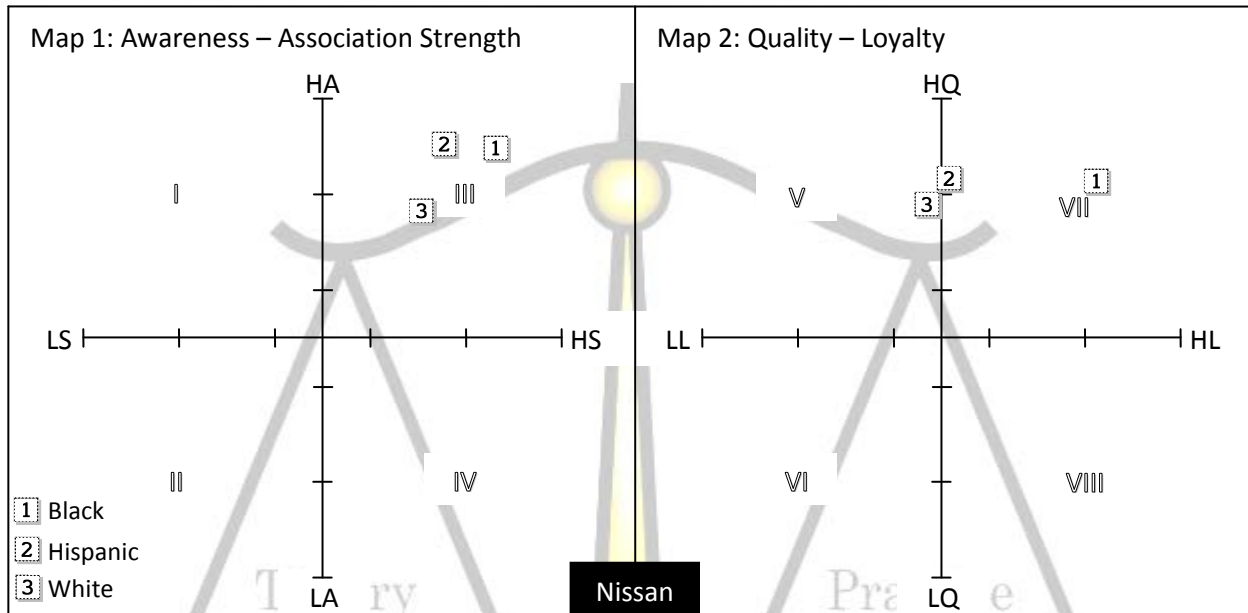 Map 1: Awareness – Association Strength
HA
2
1
I
III
3
LS
HS
II
IV
1 Black
2 Hispanic
3 White
LA
Map 2: Quality – Loyalty
HQ
2
1
V
3
VII
LL
HL
VI
VIII
LQ
Nissan